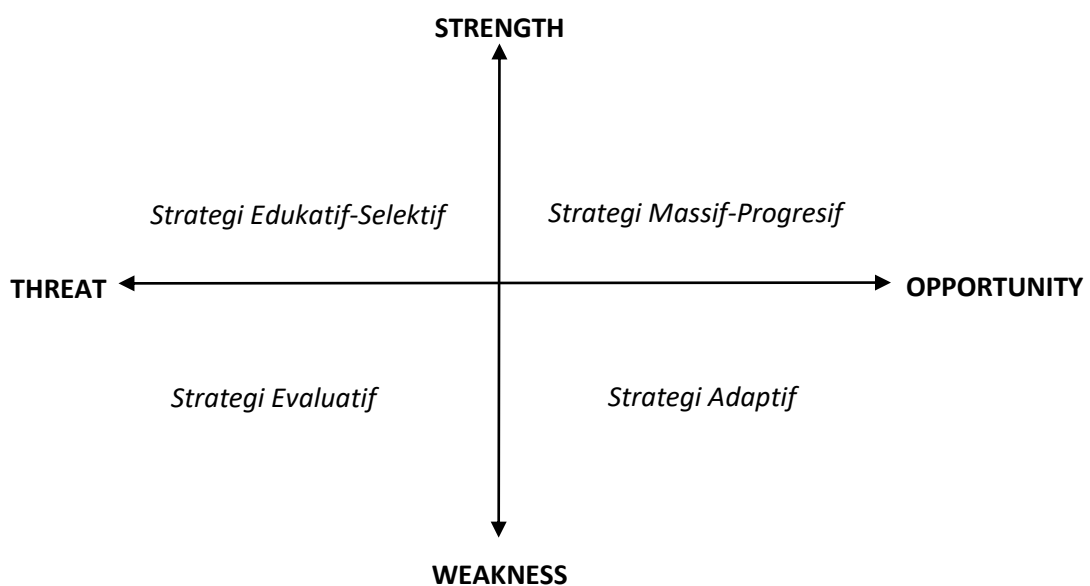 STRENGTH
Strategi Edukatif-Selektif
Strategi Massif-Progresif
THREAT
OPPORTUNITY
Strategi Evaluatif
Strategi Adaptif
WEAKNESS